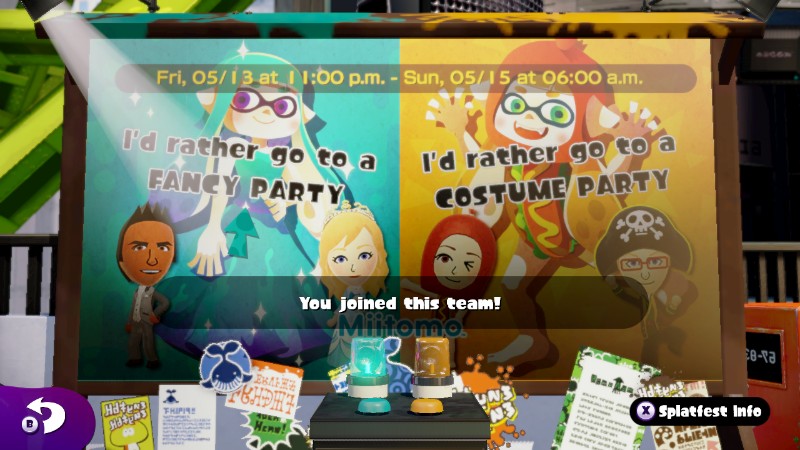 Fri, 05/13 at 11:00 p.m. - Sun, 05/15 at 06:00 a.m.
I'd rather go to a
FANCY PARTY
I'd rather go to a
COSTUME PARTY
You joined this team!
Miitomo
B
X Splatfest Info